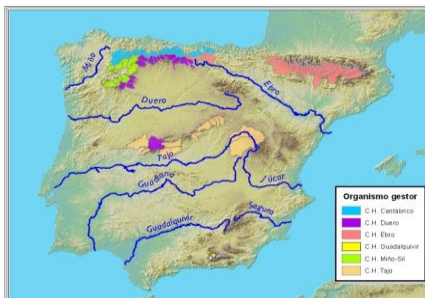 Miño
Ebro
Duero
Tajo
Guadiana
Júcar
Segura
Guadalquivir
Organismo gestor
C.H. Cantábrico
C.H. Duero
C.H. Ebro
C.H. Guadalquivir
C.H. Miño-Sil
C.H. Tajo